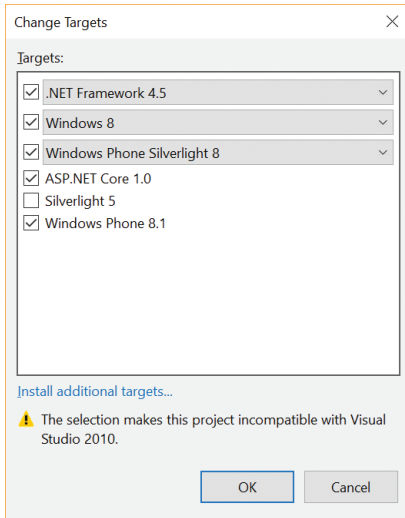 Change Targets
Targets:
.NET Framework 4.5
Windows 8
Windows Phone Silverlight 8
ASP.NET Core 1.0
Silverlight 5
Windows Phone 8.1
Install additional targets...
The selection makes this project incompatible with Visual
Studio 2010.
OK
Cancel